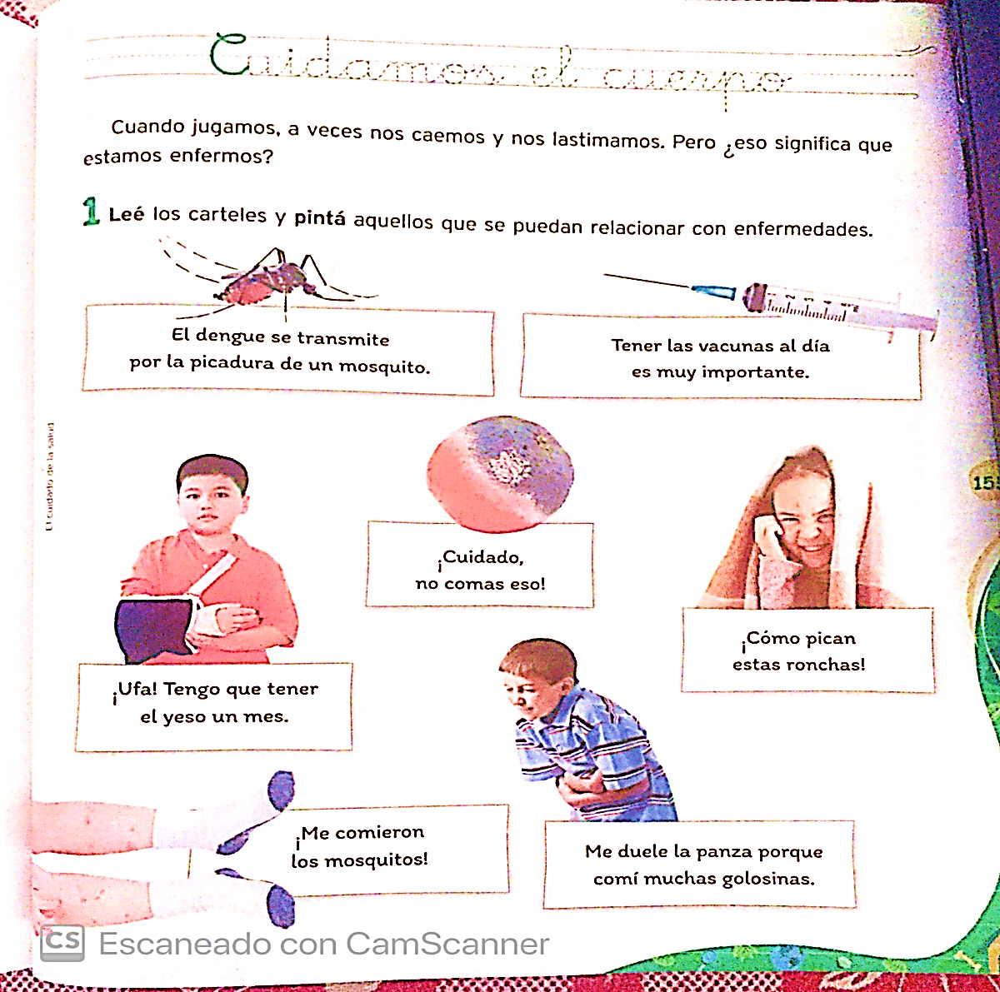 Cuidamos el cuerpo
Cuando jugamos, a veces nos caemos y nos lastimamos. Pero ¿eso significa que
estamos enfermos?
1 Leé los carteles y pintá aquellos que se puedan relacionar con enfermedades.
El dengue se transmite
por la picadura de un mosquito.
Tener las vacunas al día
es muy importante.
El cuidado de la salud
¡Cuidado,
no comas eso!
¡Cómo pican
estas ronchas!
¡Ufa! Tengo que tener
el yeso un mes.
¡Me comieron
los mosquitos!
Me duele la panza porque
comí muchas golosinas.
CS Escaneado con CamScanner